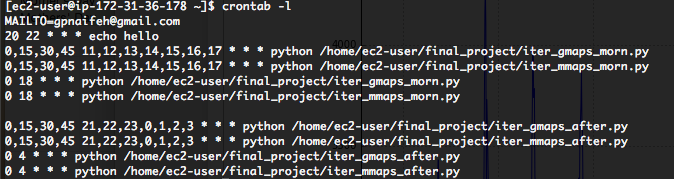 [ec2-user@ip-172-31-36-178 ~]$ crontab -l
MAILTO=gpnaifeh@gmail.com
20 22 * * * echo hello
0,15,30,45 11,12,13,14,15,16,17 * * * python /home/ec2-user/final_project/iter_gmaps_morn.py
0,15,30,45 11,12,13,14,15,16,17 * * * python /home/ec2-user/final_project/iter_mmaps_morn.py
0 18 * * * python /home/ec2-user/final_project/iter_gmaps_morn.py
0 18 * * * python /home/ec2-user/final_project/iter_mmaps_morn.py
0,15,30,45 21,22,23,0,1,2,3 * * * python /home/ec2-user/final_project/iter_gmaps_after.py
0,15,30,45 21,22,23,0,1,2,3 * * * python /home/ec2-user/final_project/iter_mmaps_after.py
0 4 * * * python /home/ec2-user/final_project/iter_gmaps_after.py
0 4 * * * python /home/ec2-user/final_project/iter_mmaps_after.py